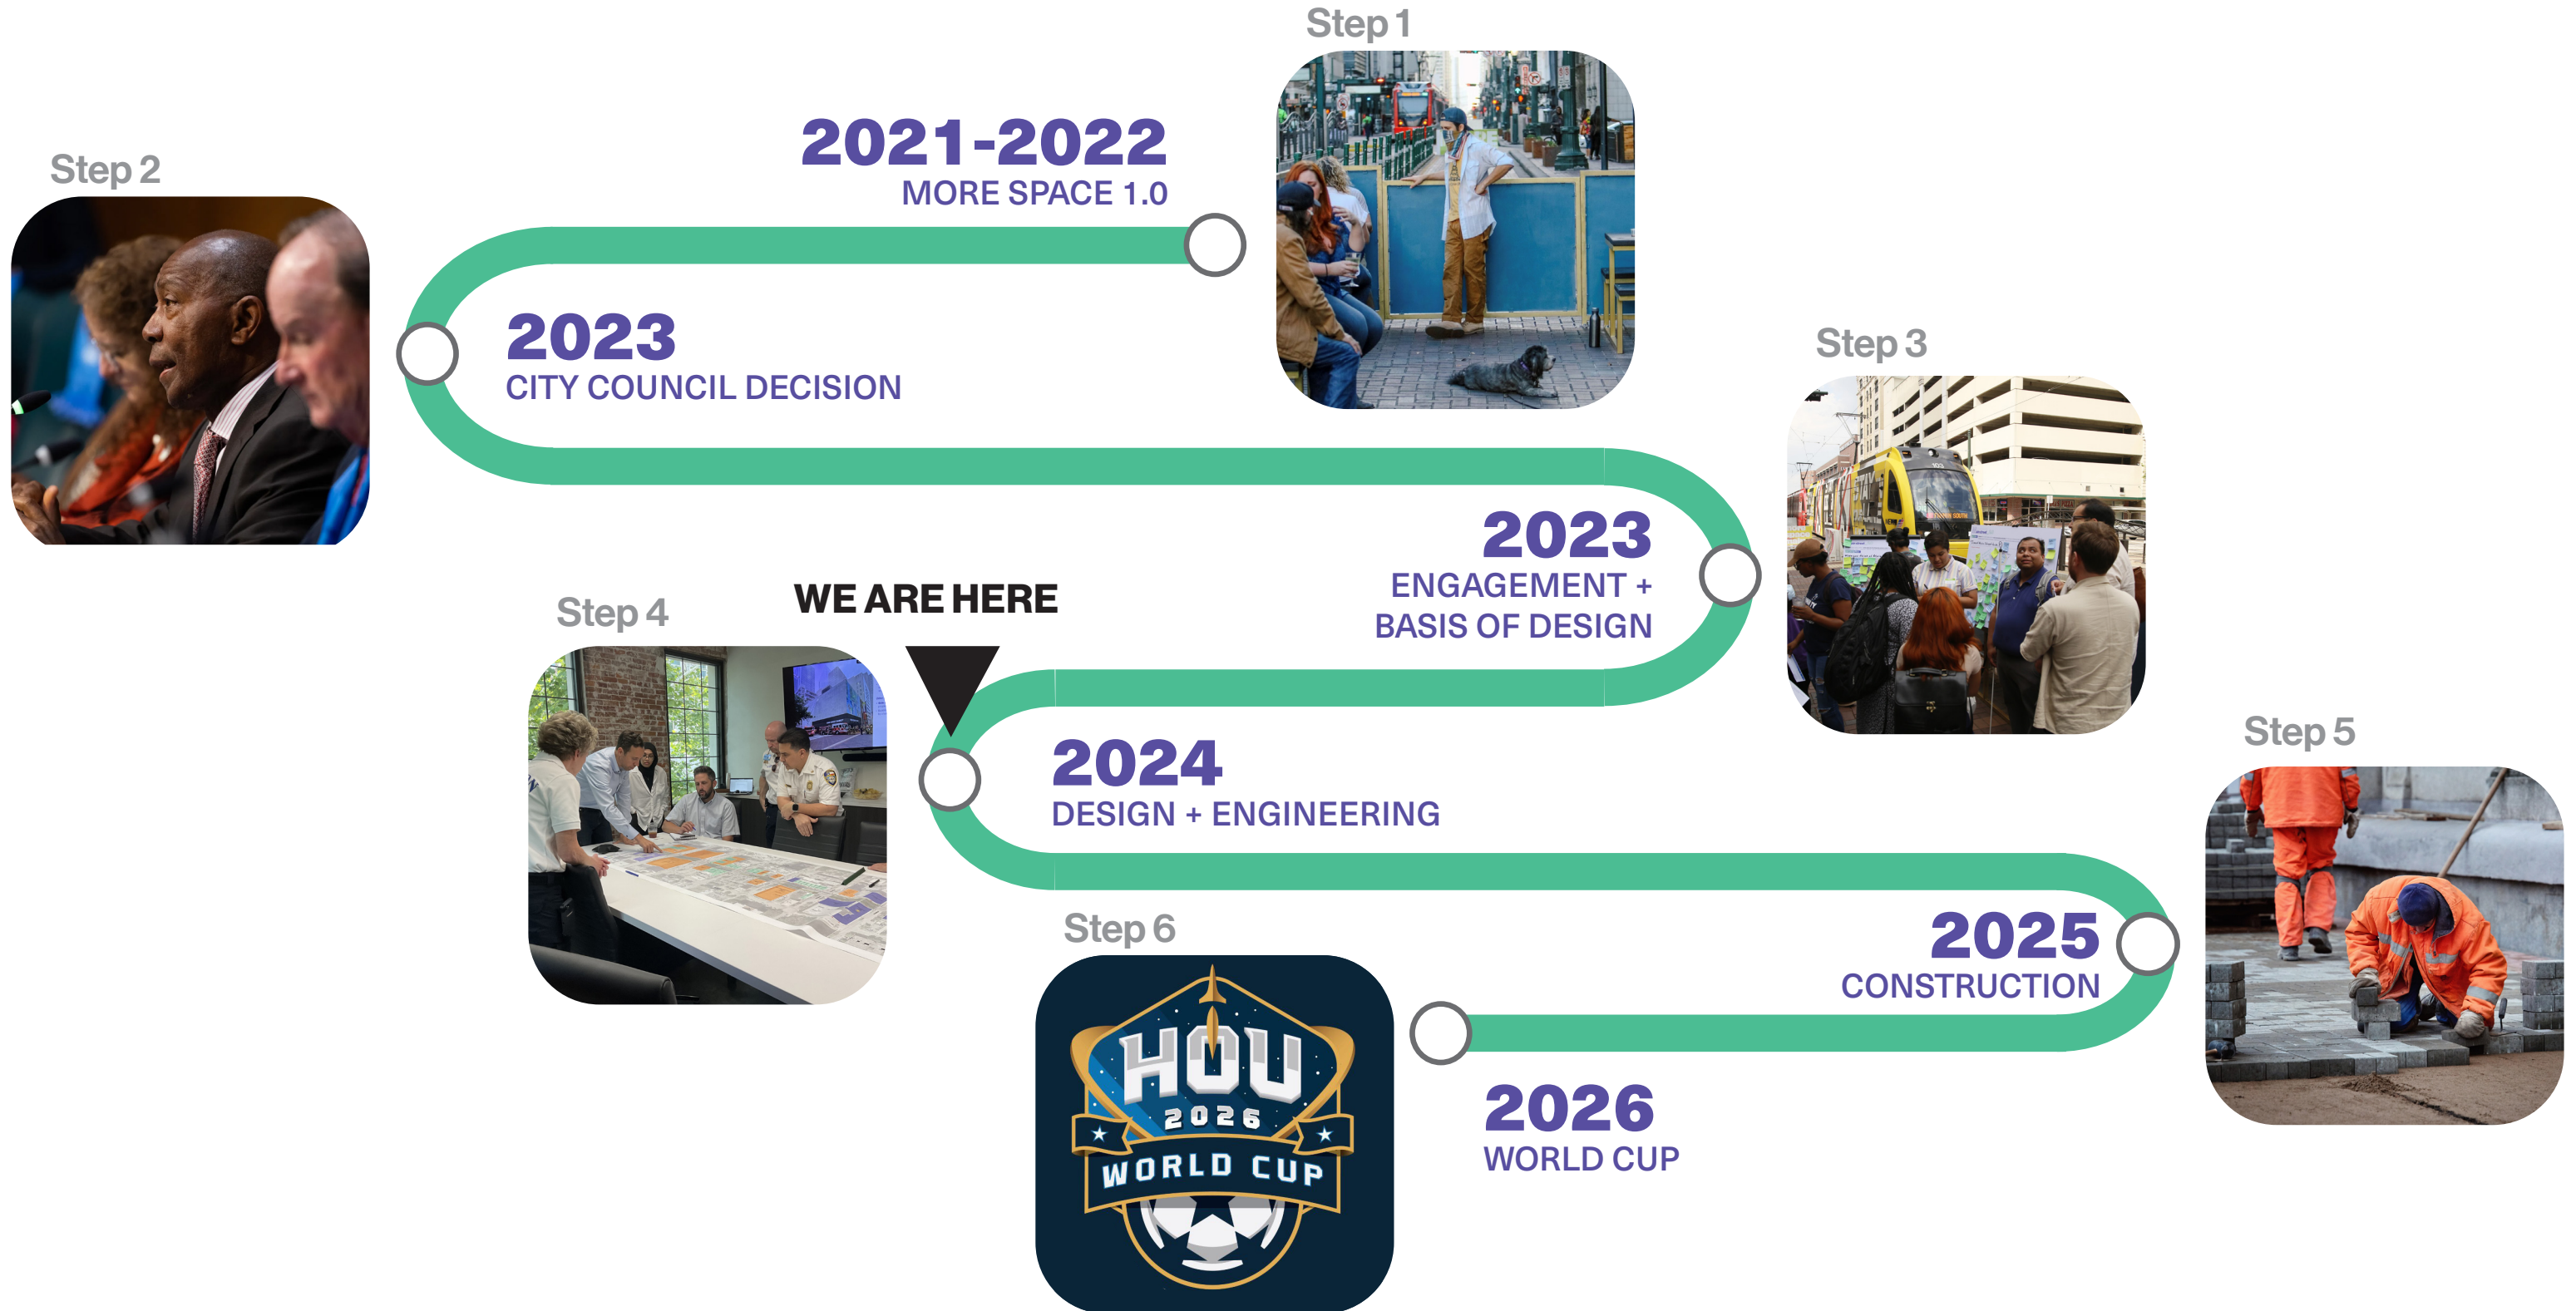 Step 1
2021-2022
MORE SPACE 1.0
Step 2
2023
CITY COUNCIL DECISION
Step 3
2023
ENGAGEMENT +
BASIS OF DESIGN
WE ARE HERE
Step 4
2024
DESIGN + ENGINEERING
Step 5
2025
CONSTRUCTION
Step 6
HOU
2026
WORLD CUP
2026
WORLD CUP